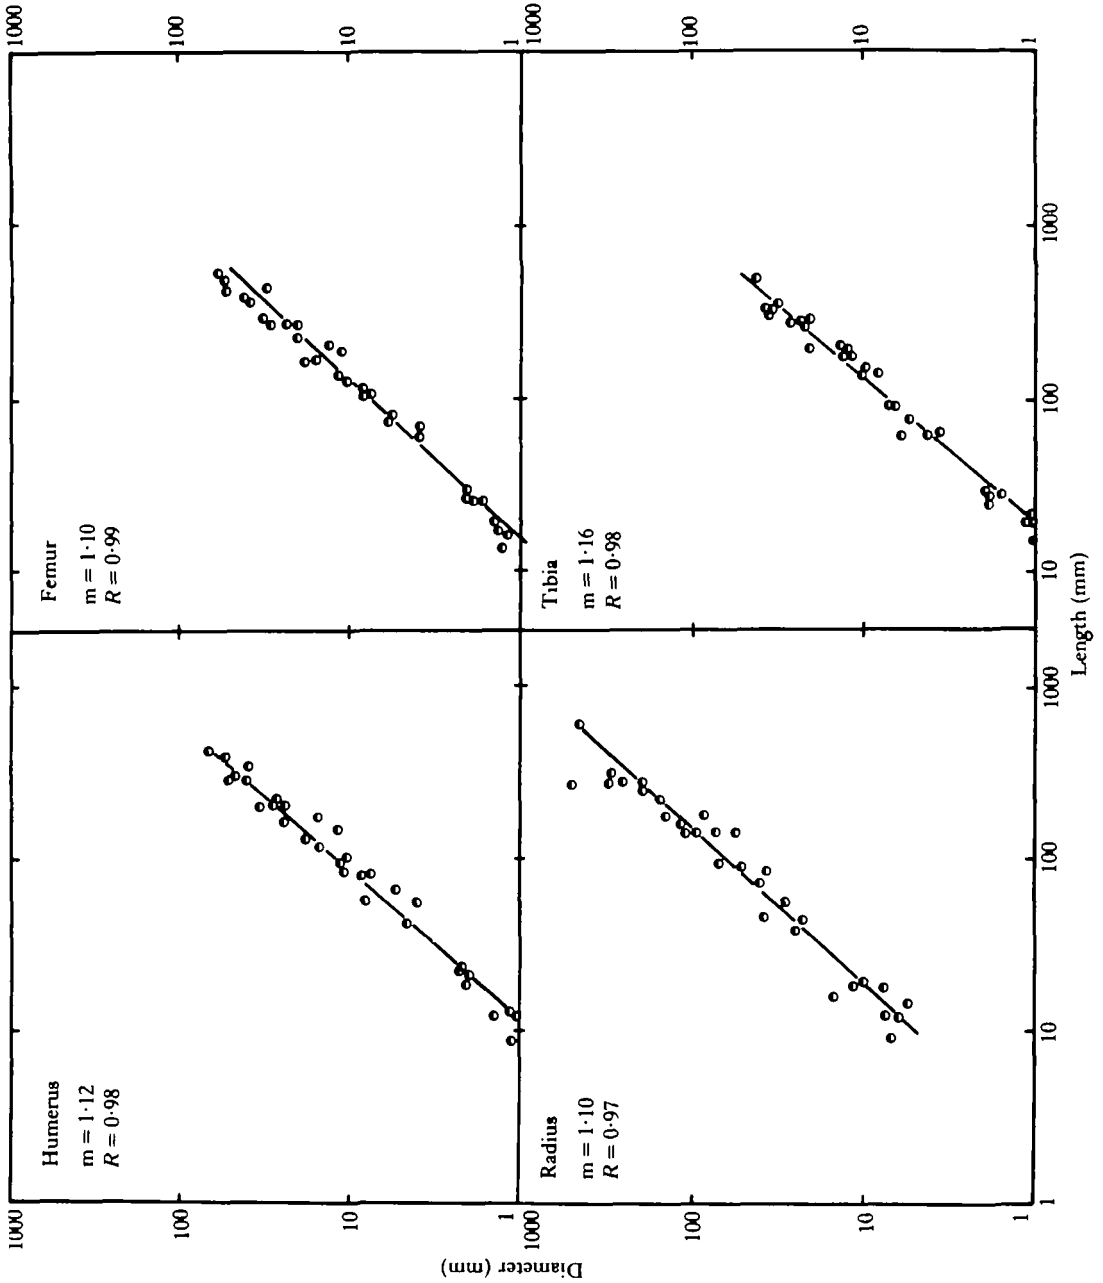 1000
Humerus
m = 1·12
R = 0·98
100
10
1
Femur
m = 1·10
R = 0·99
1000
100
10
1
Diameter (mm)
1000
Radius
m = 1·10
R = 0·97
100
10
1
Tibia
m = 1·16
R = 0·98
1000
100
10
1
1 10 100 1000 10 100 1000
Length (mm)